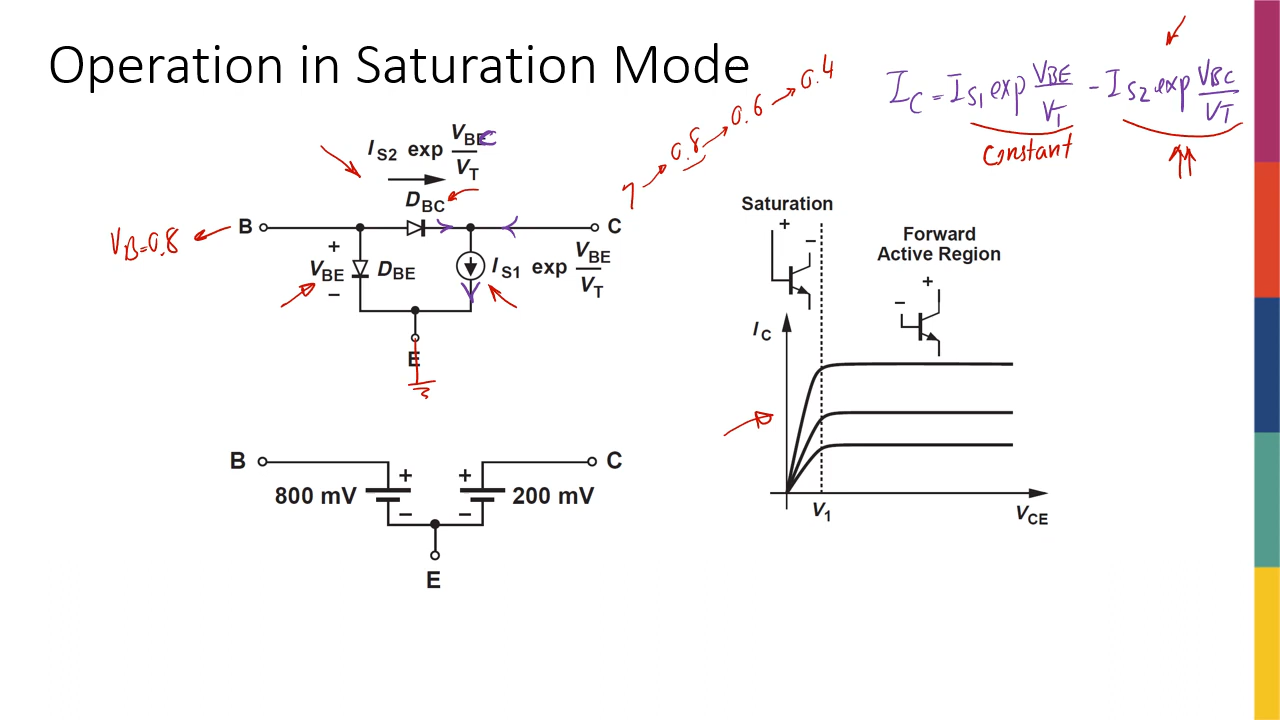 Operation in Saturation Mode
I_C = I_S1 exp V_BE/V_T - I_S2 exp V_BC/V_T
Constant
0.8 → 0.6 → 0.4
I_S2 exp V_BC/V_T
D_BC
B
C
V_B=0.8
+
V_BE
−
D_BE
I_S1 exp V_BE/V_T
E
B
+
+
C
800 mV
200 mV
−
−
E
Saturation
+
−
Forward
Active Region
+
−
I_C
V_1
V_CE